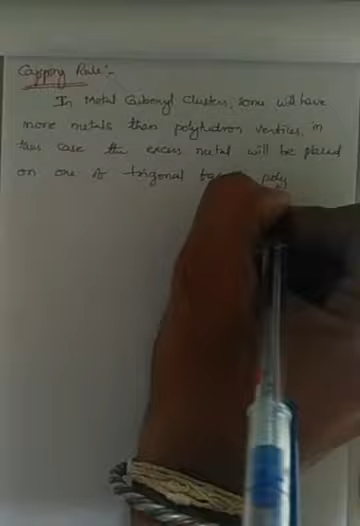 Capping Rule:-
In Metal Carbonyl Clusters, some will have
more metals than polyhedron vertices, in
this case the excess metal will be placed
on one of trigonal poly